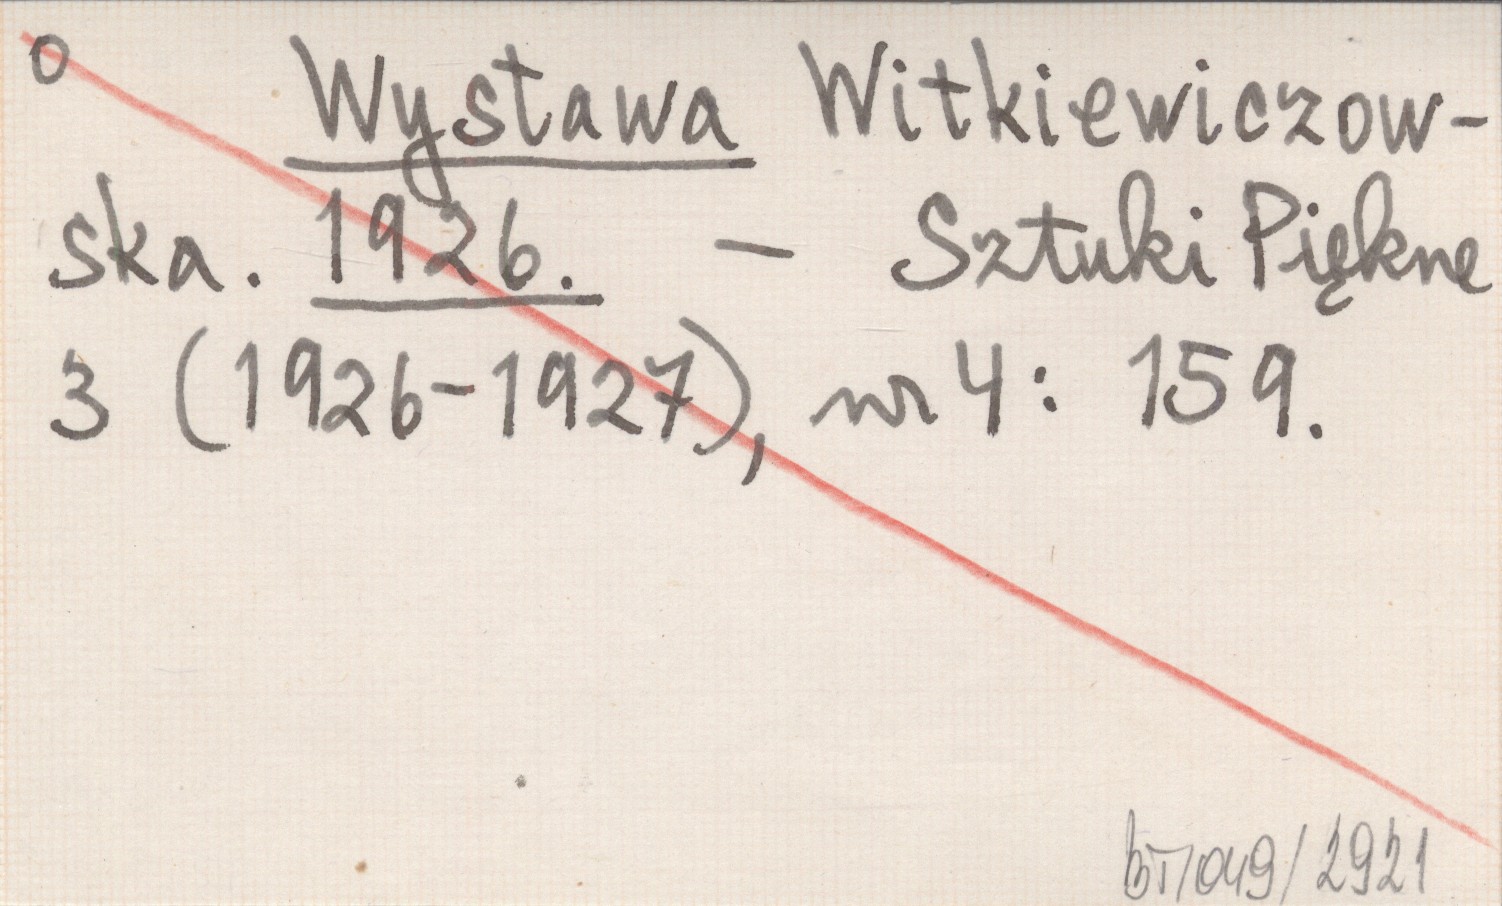 o Wystawa Witkiewiczow-
ska. 1926. – Sztuki Piękne
3 (1926-1927), nr 4: 159.
bT/049/2921